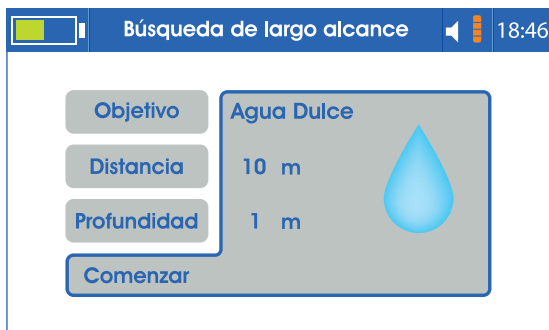 Búsqueda de largo alcance 18:46
Objetivo Agua Dulce
Distancia 10 m
Profundidad 1 m
Comenzar